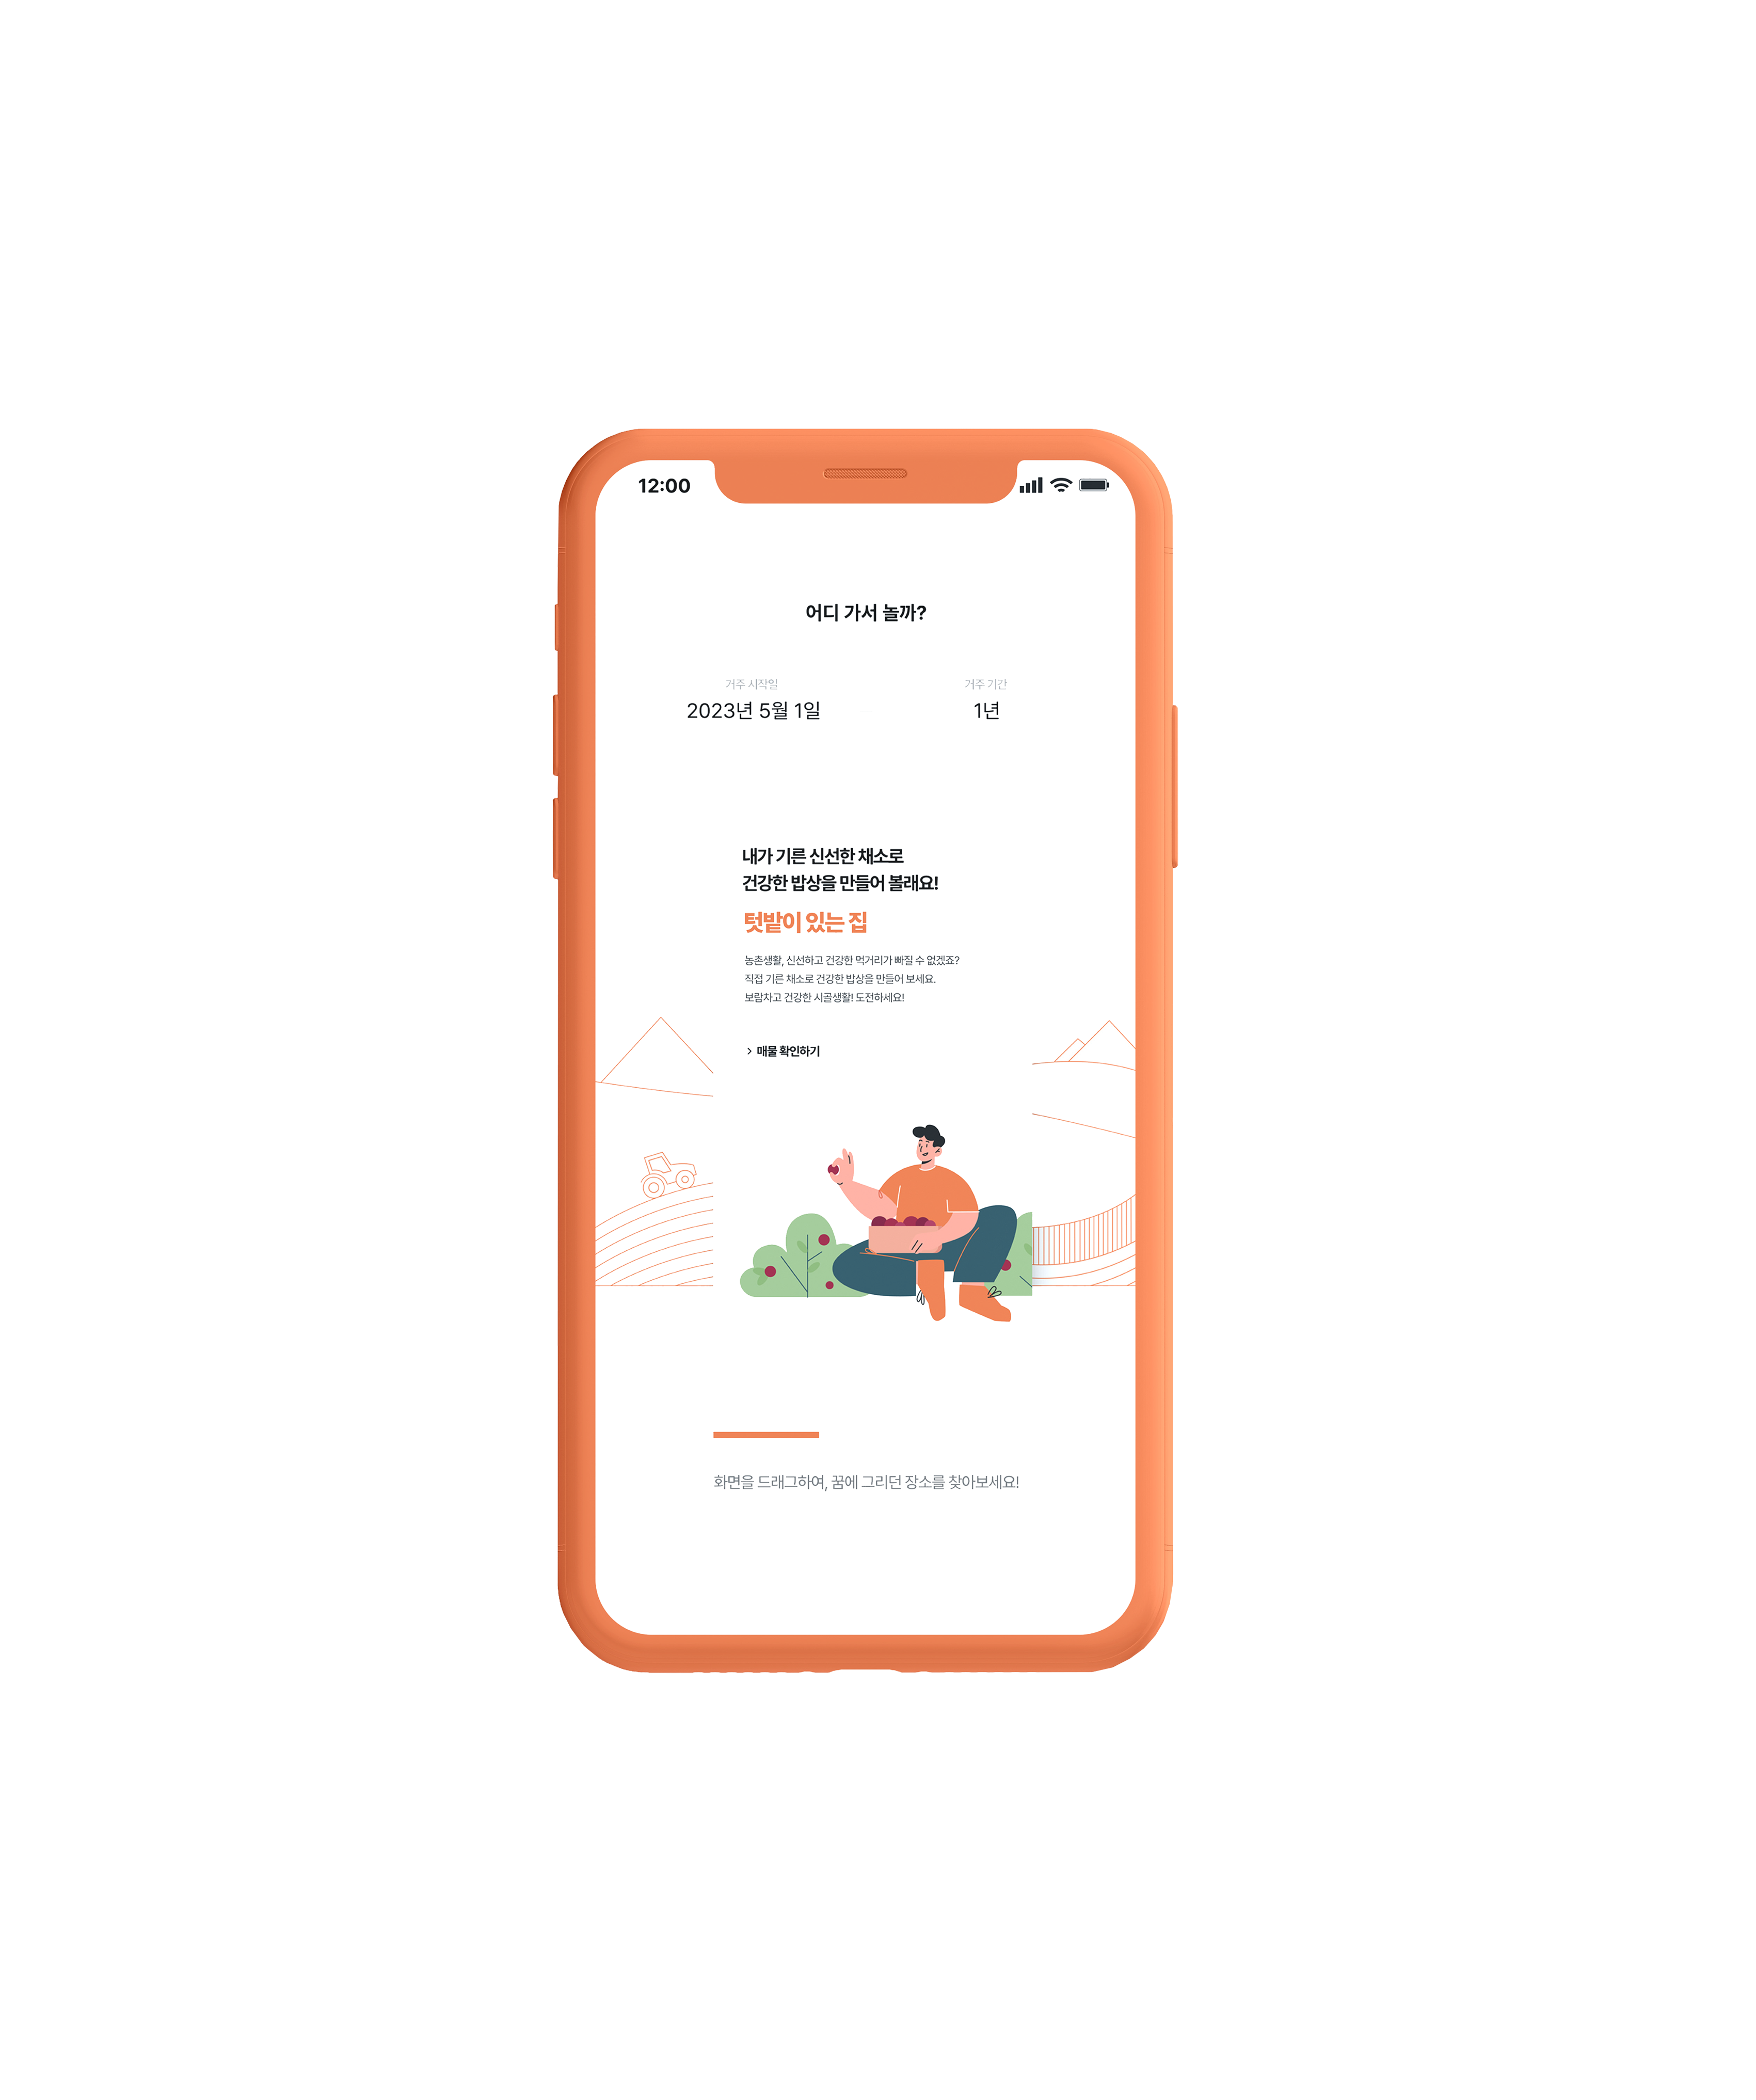 12:00
어디 가서 놀까?
거주 시작일
2023년 5월 1일
거주 기간
1년
내가 기른 신선한 채소로
건강한 밥상을 만들어 볼래요!
텃밭이 있는 집
농촌생활, 신선하고 건강한 먹거리가 빠질 수 없겠죠?
직접 기른 채소로 건강한 밥상을 만들어 보세요.
보람차고 건강한 시골생활! 도전하세요!
> 매물 확인하기
화면을 드래그하여, 꿈에 그리던 장소를 찾아보세요!